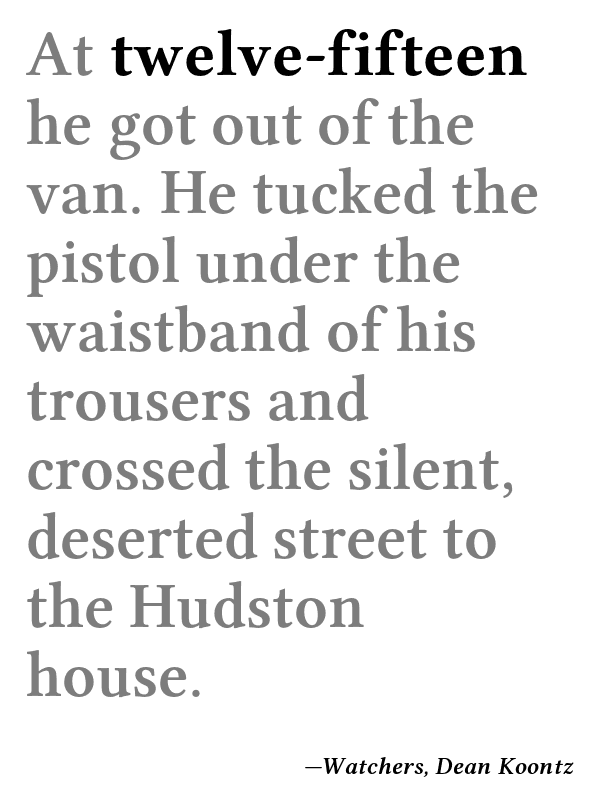 At twelve-fifteen
he got out of the
van. He tucked the
pistol under the
waistband of his
trousers and
crossed the silent,
deserted street to
the Hudston
house.
—Watchers, Dean Koontz